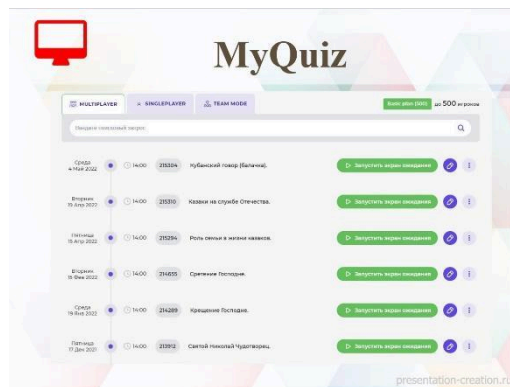 MyQuiz
MULTIPLAYER
SINGLEPLAYER
TEAM MODE
до 500 игроков
Введите поисковый запрос
Среда
4 Май 2022
14:00
215304
Кубанский говор (балачка).
Запустить экран ожидания
Вторник
19 Апр 2022
14:00
215310
Казаки на службе Отечества.
Запустить экран ожидания
Пятница
15 Апр 2022
14:00
215294
Роль семьи в жизни казаков.
Запустить экран ожидания
Вторник
15 Фев 2022
14:00
214655
Сретение Господне.
Запустить экран ожидания
Среда
19 Янв 2022
14:00
214289
Крещение Господне.
Запустить экран ожидания
Пятница
17 Дек 2021
14:00
213912
Святой Николай Чудотворец.
Запустить экран ожидания
presentation-creation.ru